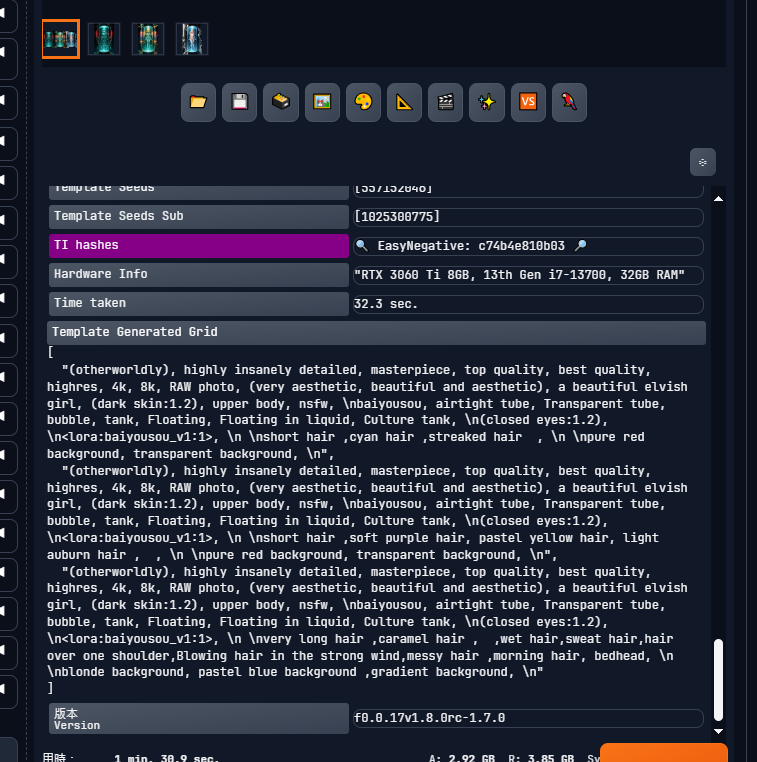 Template Seeds
[557152046]
VS
Template Seeds Sub
[1025300775]
TI hashes
EasyNegative: c74b4e810b03
Hardware Info
"RTX 3060 Ti 8GB, 13th Gen i7-13700, 32GB RAM"
Time taken
32.3 sec.
Template Generated Grid
[
"(otherworldly), highly insanely detailed, masterpiece, top quality, best quality,
highres, 4k, 8k, RAW photo, (very aesthetic, beautiful and aesthetic), a beautiful elvish
girl, (dark skin:1.2), upper body, nsfw, \nbaiyousou, airtight tube, Transparent tube,
bubble, tank, Floating, Floating in liquid, Culture tank, \n(closed eyes:1.2),
\n<lora:baiyousou_v1:1>, \n \nshort hair ,cyan hair ,streaked hair  , \n \npure red
background, transparent background, \n",
"(otherworldly), highly insanely detailed, masterpiece, top quality, best quality,
highres, 4k, 8k, RAW photo, (very aesthetic, beautiful and aesthetic), a beautiful elvish
girl, (dark skin:1.2), upper body, nsfw, \nbaiyousou, airtight tube, Transparent tube,
bubble, tank, Floating, Floating in liquid, Culture tank, \n(closed eyes:1.2),
\n<lora:baiyousou_v1:1>, \n \nshort hair ,soft purple hair, pastel yellow hair, light
auburn hair ,  , \n \npure red background, transparent background, \n",
"(otherworldly), highly insanely detailed, masterpiece, top quality, best quality,
highres, 4k, 8k, RAW photo, (very aesthetic, beautiful and aesthetic), a beautiful elvish
girl, (dark skin:1.2), upper body, nsfw, \nbaiyousou, airtight tube, Transparent tube,
bubble, tank, Floating, Floating in liquid, Culture tank, \n(closed eyes:1.2),
\n<lora:baiyousou_v1:1>, \n \nvery long hair ,caramel hair ,  ,wet hair,sweat hair,hair
over one shoulder,Blowing hair in the strong wind,messy hair ,morning hair, bedhead, \n
\nblonde background, pastel blue background ,gradient background, \n"
]
版本
Version
f0.0.17v1.8.0rc-1.7.0
用時： 1 min. 30.9 sec.
A: 2.92 GB R: 3.85 GB Sy